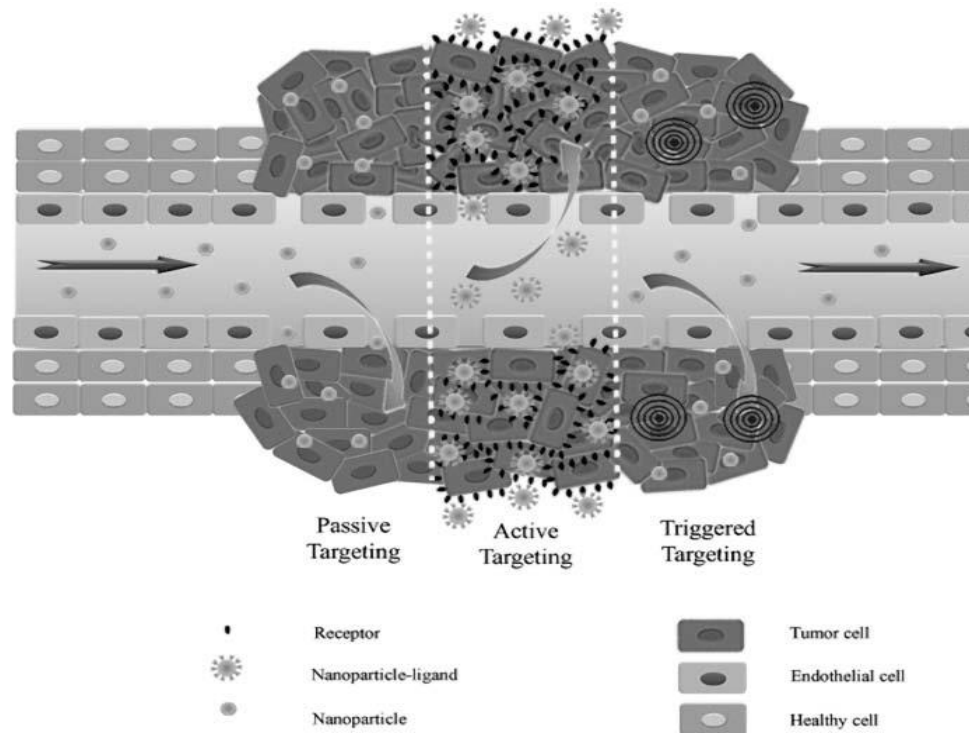 Passive
Targeting
Active
Targeting
Triggered
Targeting
Receptor
Nanoparticle-ligand
Nanoparticle
Tumor cell
Endothelial cell
Healthy cell